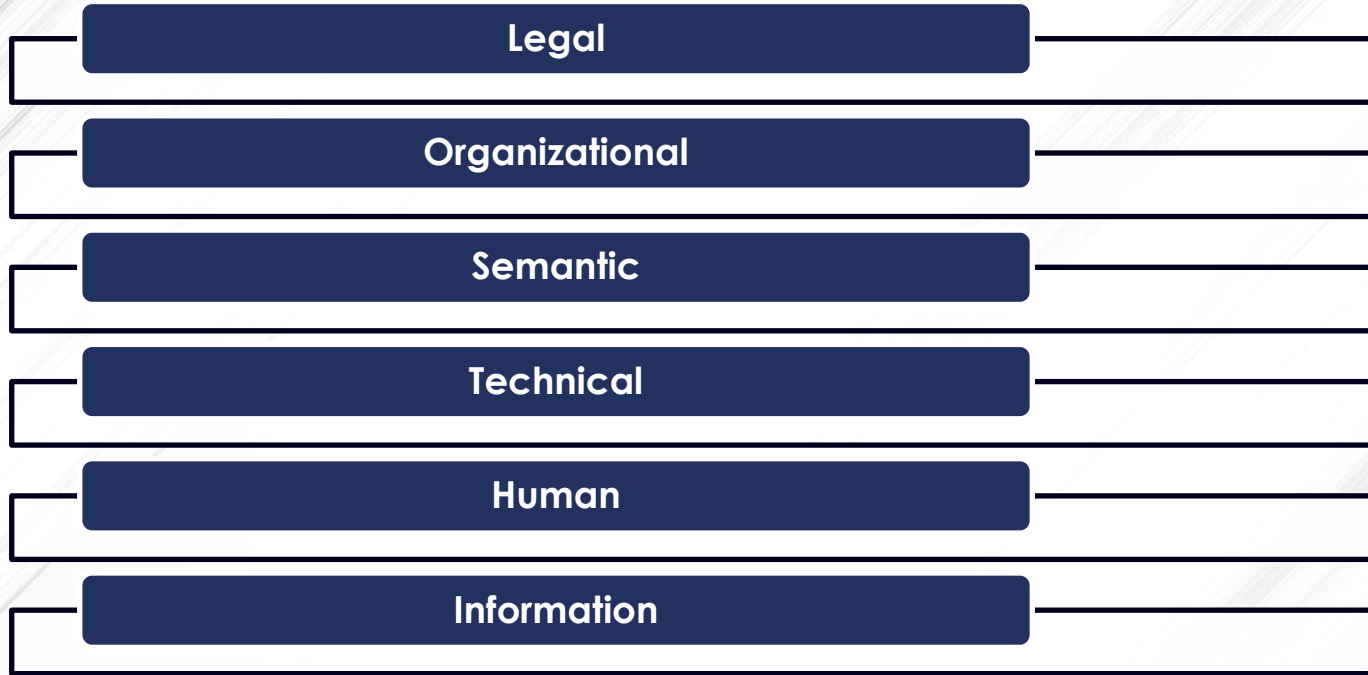 Legal
Organizational
Semantic
Technical
Human
Information